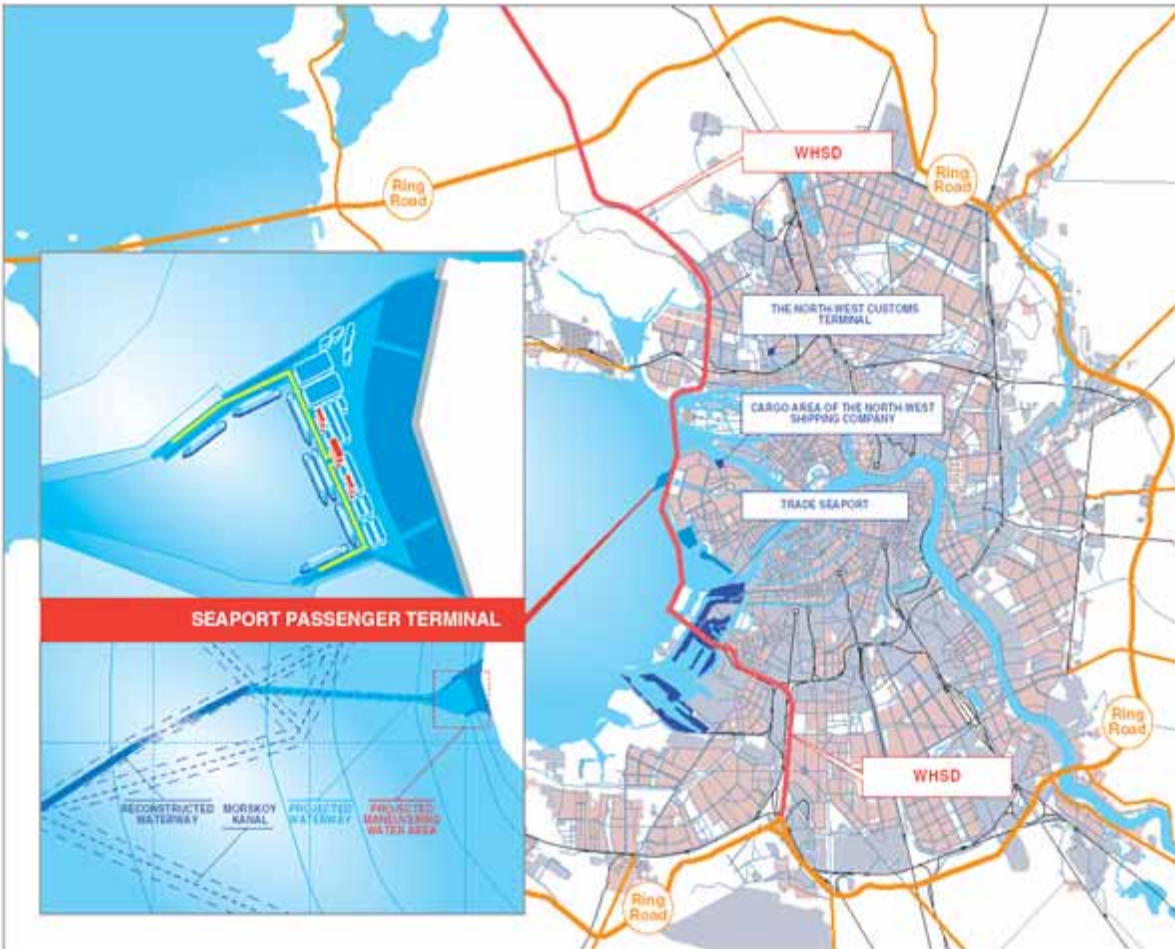 WHSD
Ring
Road
Ring
Road
THE NORTH-WEST CUSTOMS
TERMINAL
CARGO AREA OF THE NORTH-WEST
SHIPPING COMPANY
TRADE SEAPORT
SEAPORT PASSENGER TERMINAL
Ring
Road
WHSD
RECONSTRUCTED
WATERWAY
MORSKOY
KANAL
PROJECTED
WATERWAY
PROJECTED
MANEUVERING
WATER AREA
Ring
Road